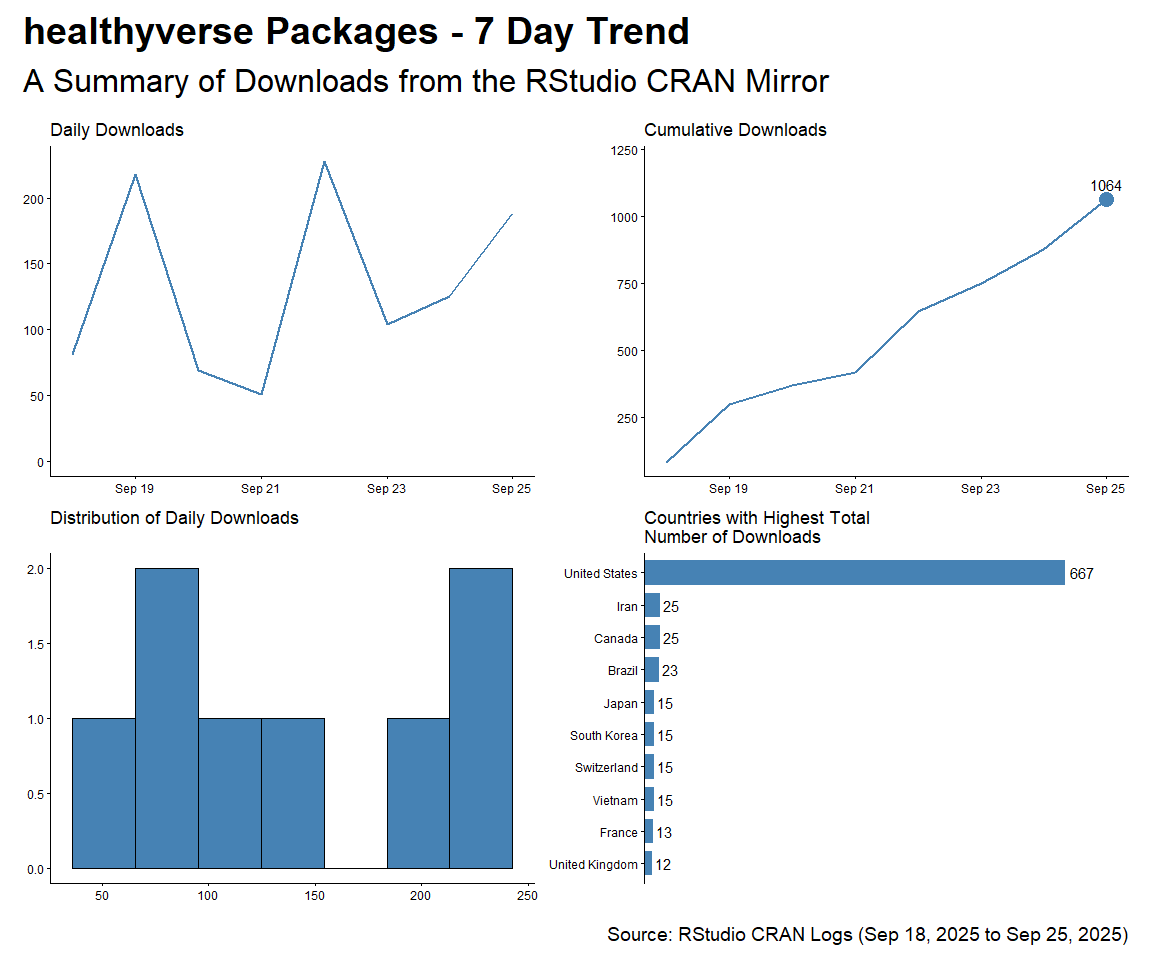 healthyverse Packages - 7 Day Trend
A Summary of Downloads from the RStudio CRAN Mirror
Daily Downloads
200
150
100
50
0
Sep 19 Sep 21 Sep 23 Sep 25
Cumulative Downloads
1250
1000
750
500
250
1064
Sep 19 Sep 21 Sep 23 Sep 25
Distribution of Daily Downloads
2.0
1.5
1.0
0.5
0.0
50 100 150 200 250
Countries with Highest Total
Number of Downloads
United States 667
Iran 25
Canada 25
Brazil 23
Japan 15
South Korea 15
Switzerland 15
Vietnam 15
France 13
United Kingdom 12
Source: RStudio CRAN Logs (Sep 18, 2025 to Sep 25, 2025)